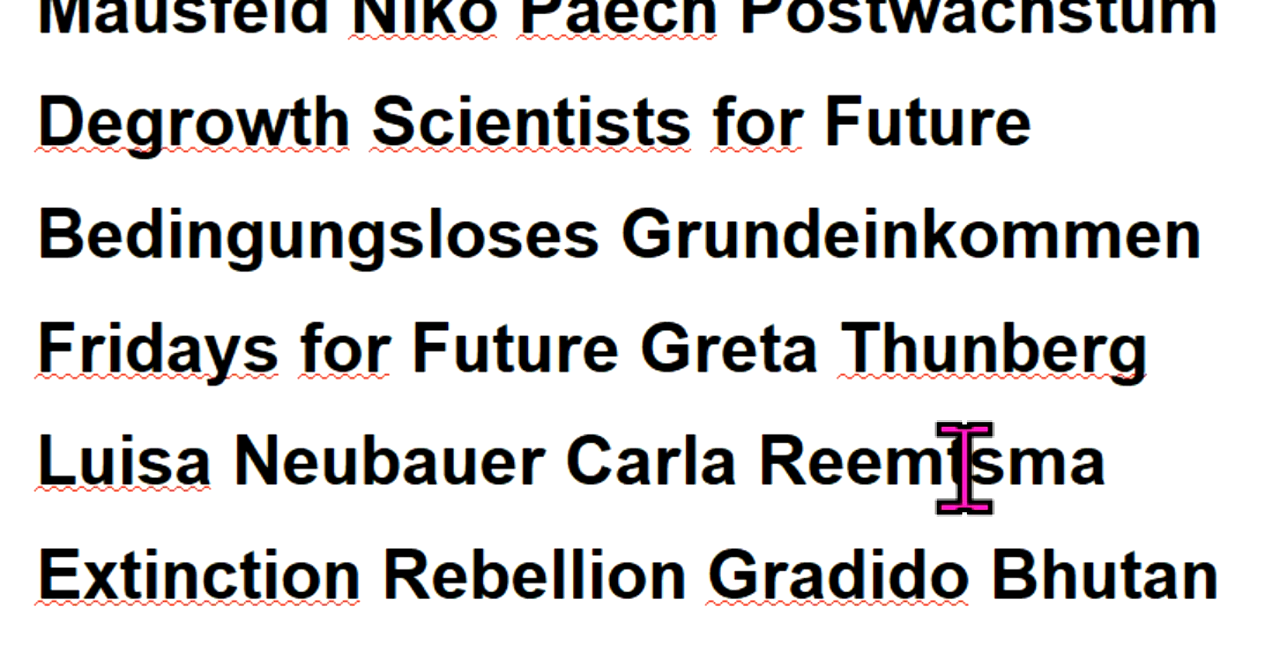 Mausfeld Niko Paech Postwachstum
Degrowth Scientists for Future
Bedingungsloses Grundeinkommen
Fridays for Future Greta Thunberg
Luisa Neubauer Carla Reemtsma
Extinction Rebellion Gradido Bhutan